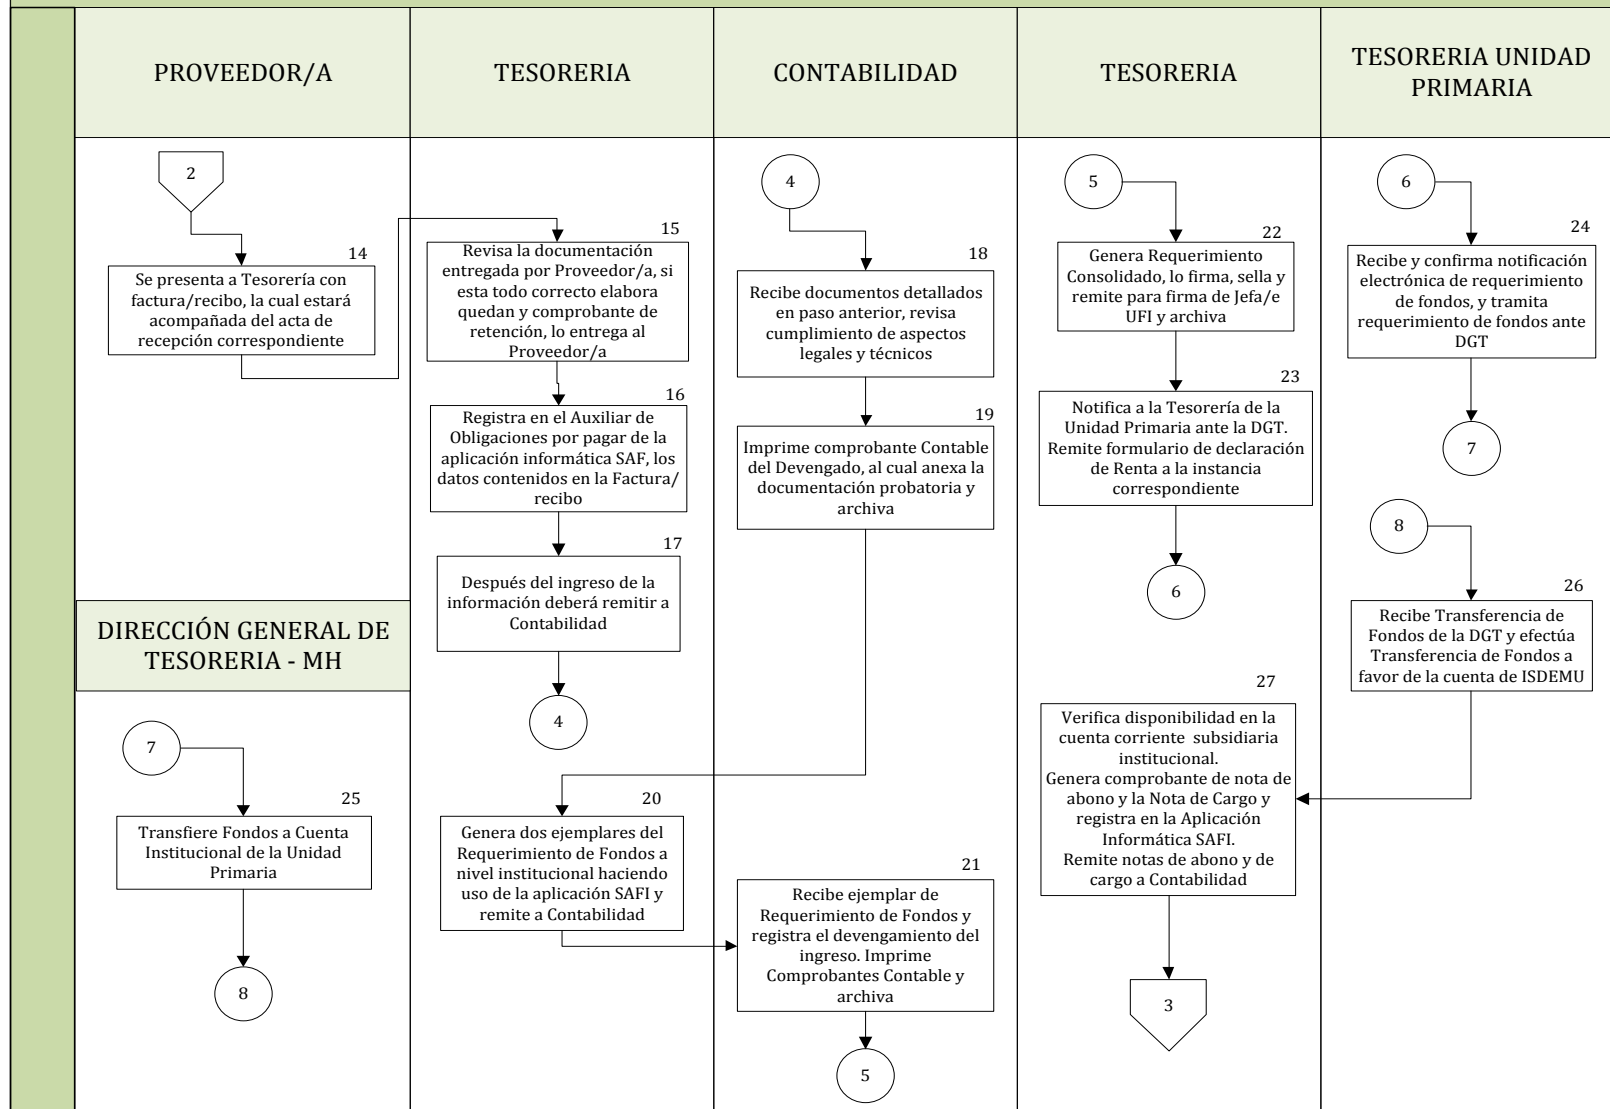 PROVEEDOR/A
TESORERIA
CONTABILIDAD
TESORERIA
TESORERIA UNIDAD
PRIMARIA
2
14
Se presenta a Tesorería con
factura/recibo, la cual estará
acompañada del acta de
recepción correspondiente
DIRECCIÓN GENERAL DE
TESORERIA - MH
7
25
Transfiere Fondos a Cuenta
Institucional de la Unidad
Primaria
8
15
Revisa la documentación
entregada por Proveedor/a, si
esta todo correcto elabora
quedan y comprobante de
retención, lo entrega al
Proveedor/a
16
Registra en el Auxiliar de
Obligaciones por pagar de la
aplicación informática SAF, los
datos contenidos en la Factura/
recibo
17
Después del ingreso de la
información deberá remitir a
Contabilidad
4
20
Genera dos ejemplares del
Requerimiento de Fondos a
nivel institucional haciendo
uso de la aplicación SAFI y
remite a Contabilidad
4
18
Recibe documentos detallados
en paso anterior, revisa
cumplimiento de aspectos
legales y técnicos
19
Imprime comprobante Contable
del Devengado, al cual anexa la
documentación probatoria y
archiva
21
Recibe ejemplar de
Requerimiento de Fondos y
registra el devengamiento del
ingreso. Imprime
Comprobantes Contable y
archiva
5
5
22
Genera Requerimiento
Consolidado, lo firma, sella y
remite para firma de Jefa/e
UFI y archiva
23
Notifica a la Tesorería de la
Unidad Primaria ante la DGT.
Remite formulario de declaración
de Renta a la instancia
correspondiente
6
27
Verifica disponibilidad en la
cuenta corriente subsidiaria
institucional.
Genera comprobante de nota de
abono y la Nota de Cargo y
registra en la Aplicación
Informática SAFI.
Remite notas de abono y de
cargo a Contabilidad
3
6
24
Recibe y confirma notificación
electrónica de requerimiento
de fondos, y tramita
requerimiento de fondos ante
DGT
7
8
26
Recibe Transferencia de
Fondos de la DGT y efectúa
Transferencia de Fondos a
favor de la cuenta de ISDEMU